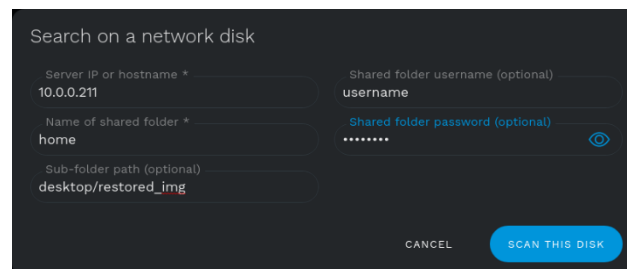 Search on a network disk
Server IP or hostname *
10.0.0.211
Shared folder username (optional)
username
Name of shared folder *
home
Shared folder password (optional)
••••••••
Sub-folder path (optional)
desktop/restored_img
CANCEL
SCAN THIS DISK